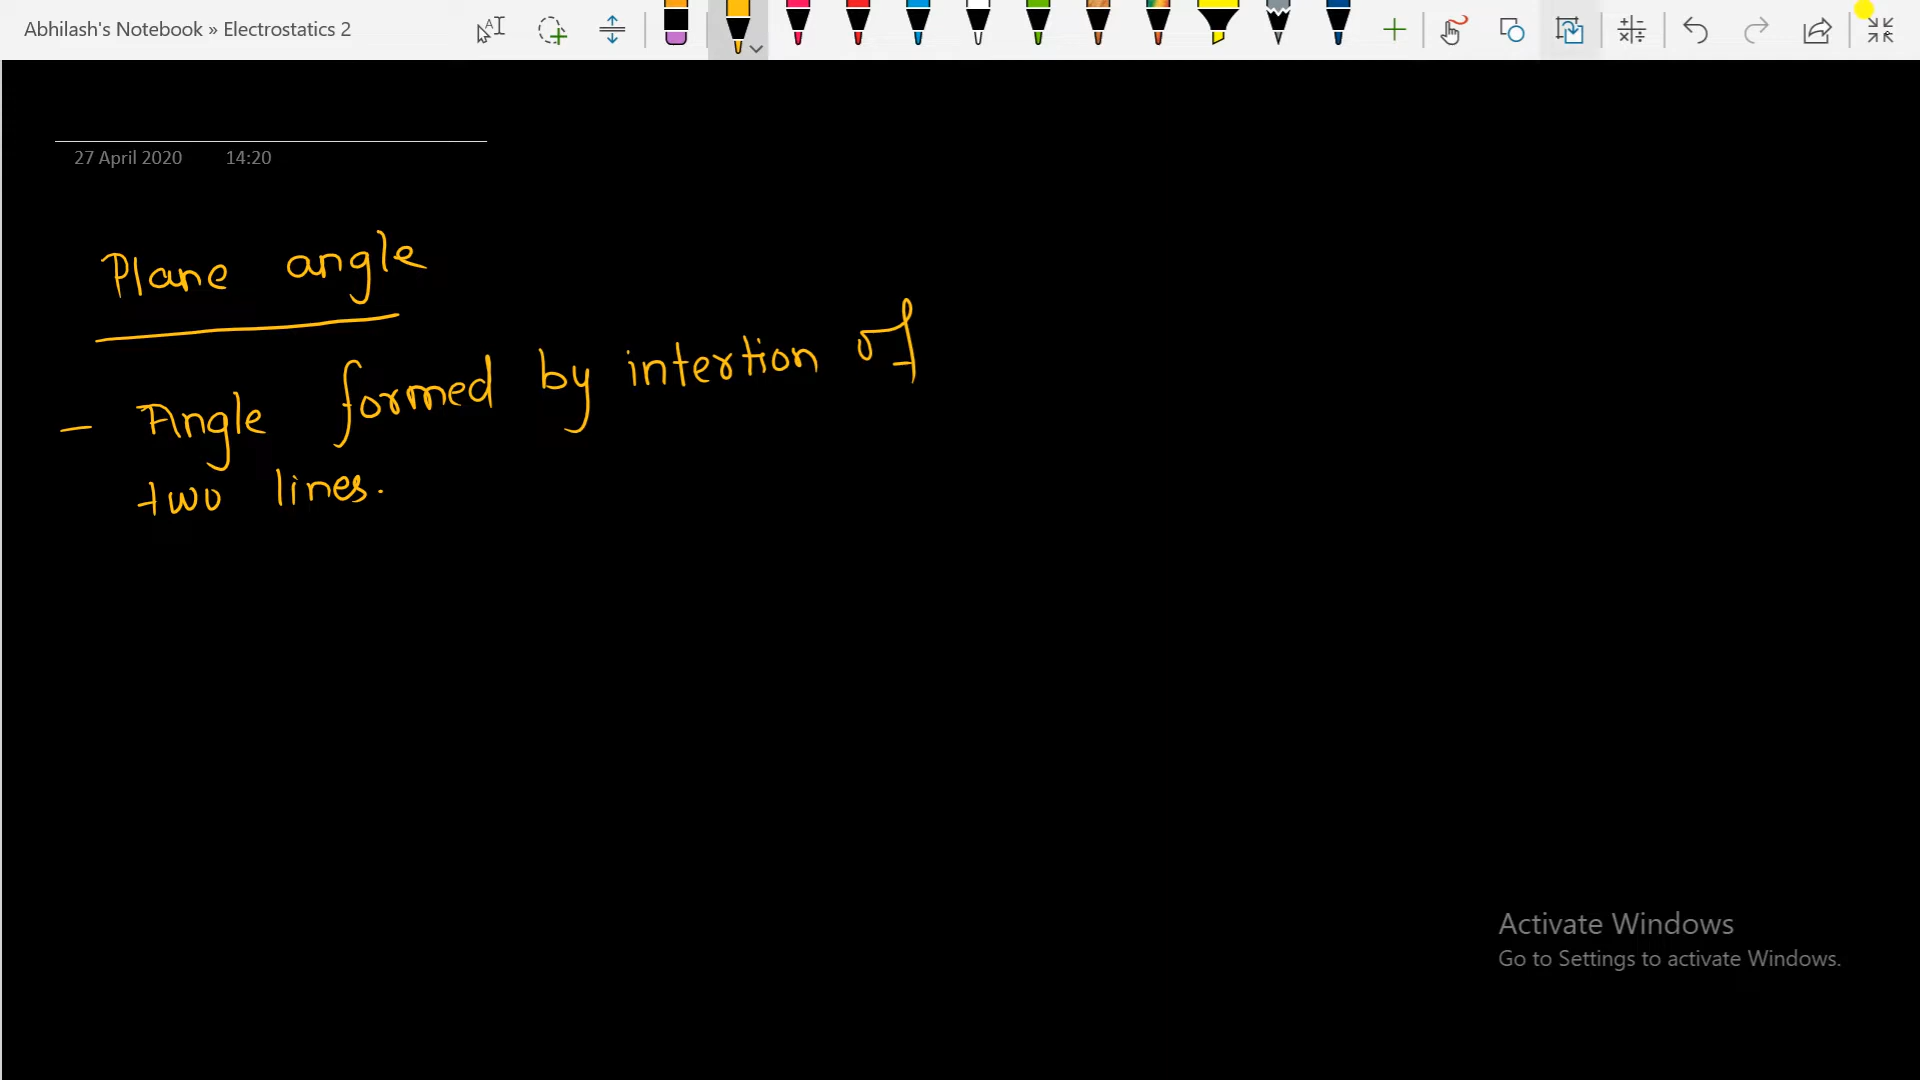 Abhilash's Notebook » Electrostatics 2
27 April 2020 14:20
Plane angle
- Angle formed by intertion of
two lines.
Activate Windows
Go to Settings to activate Windows.